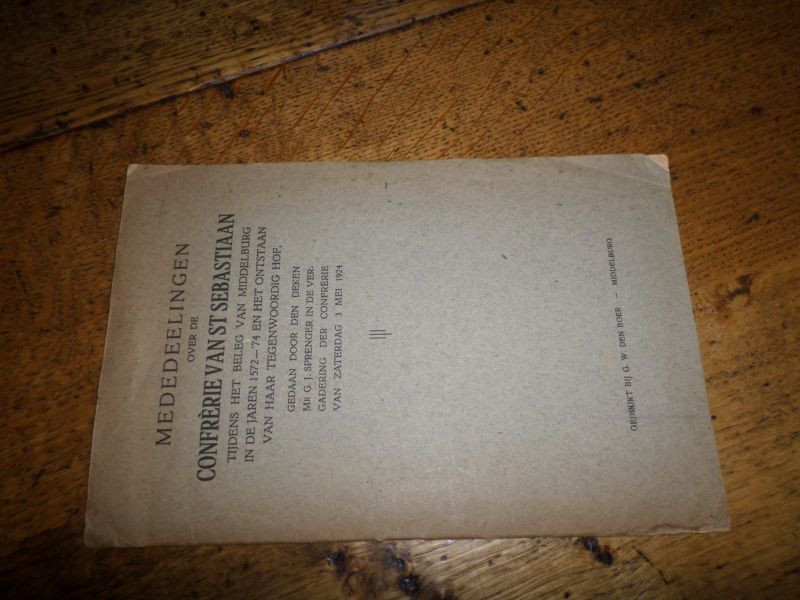 MEDEDEELINGEN
OVER DE
CONFRÈRIE VAN ST SEBASTIAAN
TIJDENS HET BELEG VAN MIDDELBURG
IN DE JAREN 1572—'74 EN HET ONTSTAAN
VAN HAAR TEGENWOORDIG HOF,
GEDAAN DOOR DEN DEKEN
MR G. J. SPRENGER IN DE VER-
GADERING DER CONFRÈRIE
VAN ZATERDAG 3 MEI 1924
GEDRUKT BIJ G. W. DEN BOER — MIDDELBURG